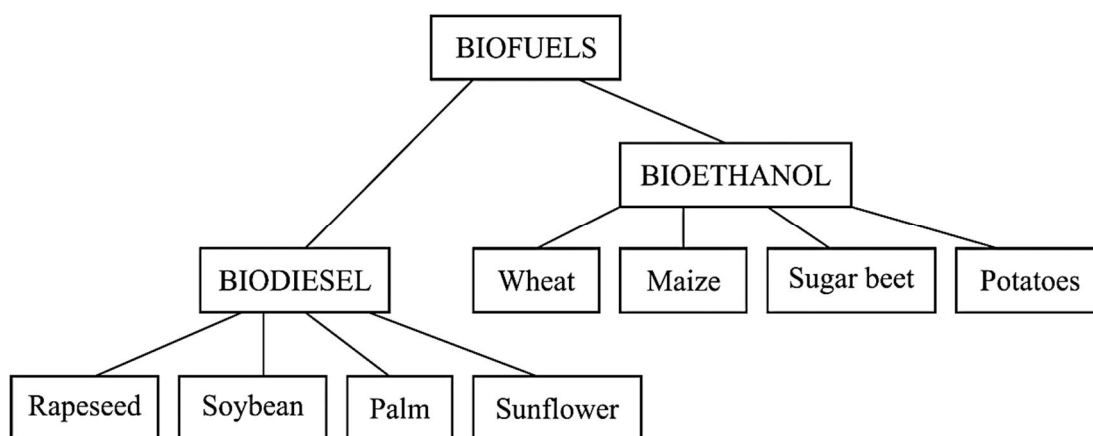 BIOFUELS
BIOETHANOL
BIODIESEL
Wheat
Maize
Sugar beet
Potatoes
Rapeseed
Soybean
Palm
Sunflower